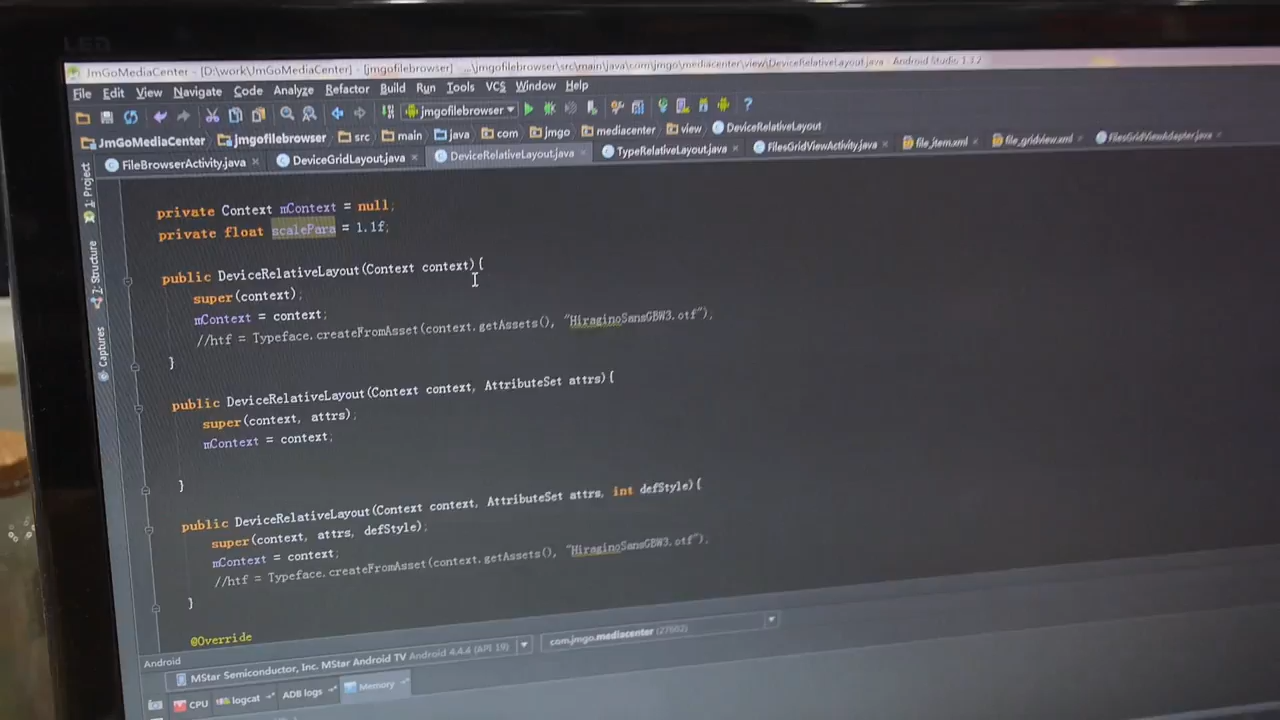 LED
JmGoMediaCenter - [D:\work\JmGoMediaCenter] - [jmgofilebrowser] - ...\jmgofilebrowser\src\main\java\com\jmgo\mediacenter\view\DeviceRelativeLayout.java - Android Studio 1.3.2
File Edit View Navigate Code Analyze Refactor Build Run Tools VCS Window Help
jmgofilebrowser
JmGoMediaCenter jmgofilebrowser src main java com jmgo mediacenter view DeviceRelativeLayout
FileBrowserActivity.java DeviceGridLayout.java DeviceRelativeLayout.java TypeRelativeLayout.java FilesGridViewActivity.java file_item.xml file_gridview.xml FilesGridViewAdapter.java
1: Project
7: Structure
Captures
private Context mContext = null;
private float scalePara = 1.1f;
public DeviceRelativeLayout(Context context){
super(context);
mContext = context;
//htf = Typeface.createFromAsset(context.getAssets(), "HiraginoSansGBW3.otf");
}
public DeviceRelativeLayout(Context context, AttributeSet attrs){
super(context, attrs);
mContext = context;
}
public DeviceRelativeLayout(Context context, AttributeSet attrs, int defStyle){
super(context, attrs, defStyle);
mContext = context;
//htf = Typeface.createFromAsset(context.getAssets(), "HiraginoSansGBW3.otf");
}
@Override
Android
MStar Semiconductor, Inc. MStar Android TV Android 4.4.4 (API 19) com.jmgo.mediacenter
CPU logcat ADB logs Memory